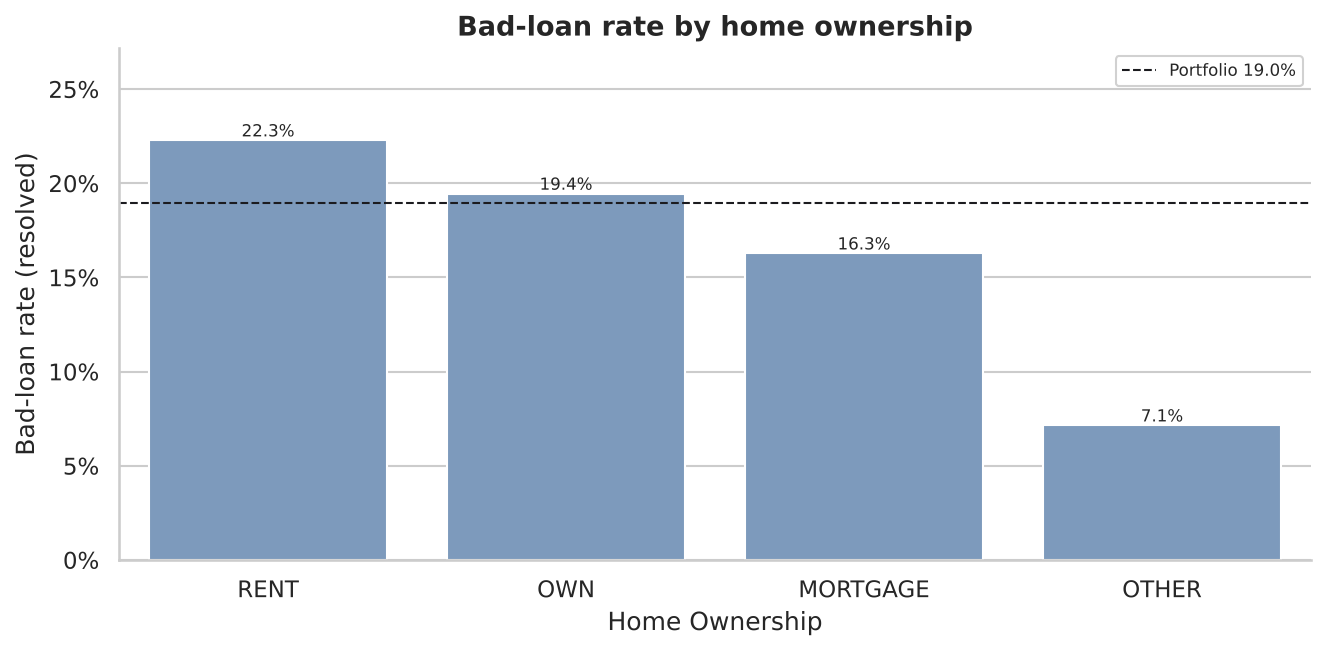 Bad-loan rate by home ownership
Portfolio 19.0%
Bad-loan rate (resolved)
25%
20%
15%
10%
5%
0%
22.3%
19.4%
16.3%
7.1%
RENT
OWN
MORTGAGE
OTHER
Home Ownership